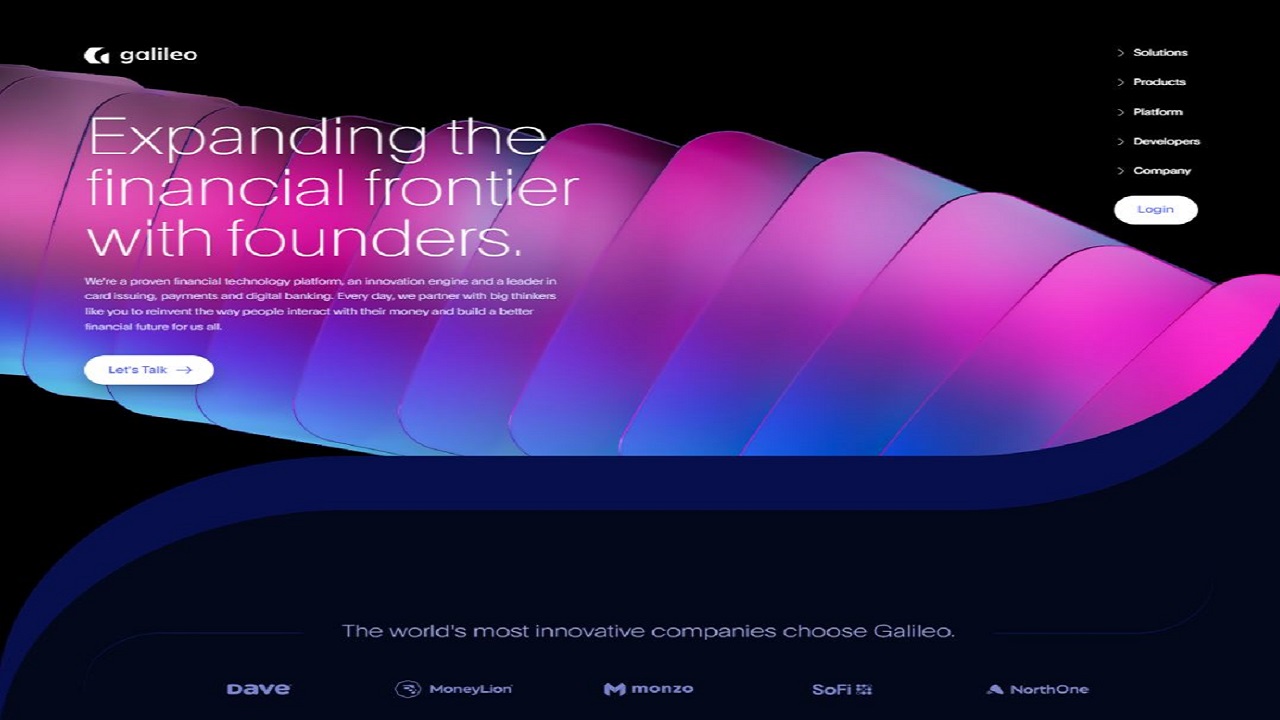 galileo
Solutions
Products
Platform
Developers
Company
Login
Expanding the
financial frontier
with founders.
We're a proven financial technology platform, an innovation engine and a leader in
card issuing, payments and digital banking. Every day, we partner with big thinkers
like you to reinvent the way people interact with their money and build a better
financial future for us all.
Let's Talk
The world's most innovative companies choose Galileo.
Dave
MoneyLion
monzo
SoFi
NorthOne